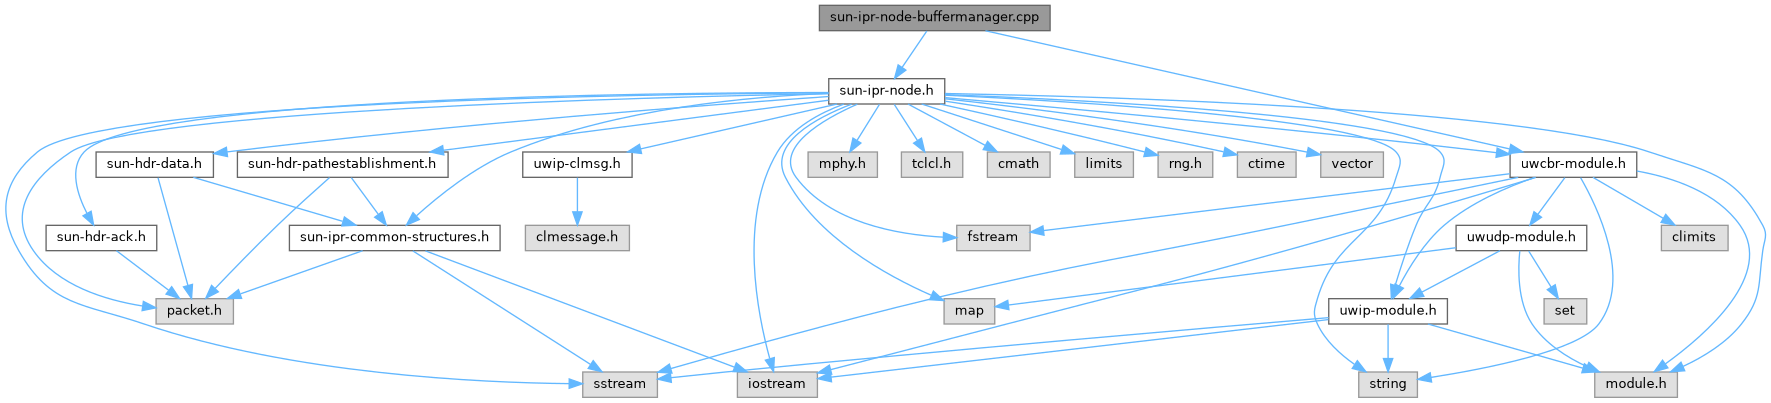 sun-ipr-node-buffermanager.cpp
sun-ipr-node.h
sun-hdr-data.h
sun-hdr-pathestablishment.h
uwip-clmsg.h
mphy.h
tclcl.h
cmath
limits
rng.h
ctime
vector
uwcbr-module.h
sun-hdr-ack.h
sun-ipr-common-structures.h
clmessage.h
fstream
uwudp-module.h
climits
packet.h
map
uwip-module.h
set
sstream
iostream
string
module.h